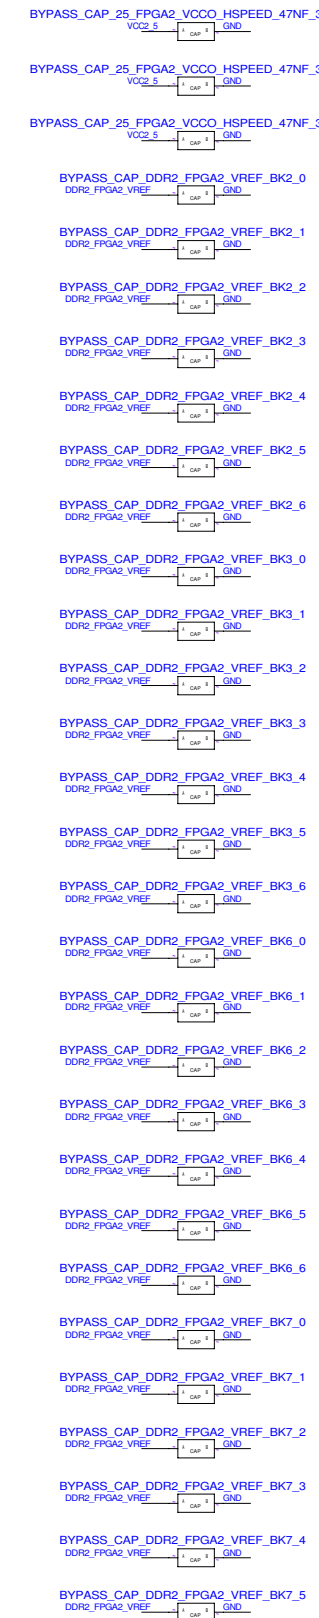 BYPASS_CAP_25_FPGA2_VCCO_HSPEED_47NF_3
VCC2_5 GND
A CAP B
BYPASS_CAP_25_FPGA2_VCCO_HSPEED_47NF_3
VCC2_5 GND
A CAP B
BYPASS_CAP_25_FPGA2_VCCO_HSPEED_47NF_3
VCC2_5 GND
A CAP B
BYPASS_CAP_DDR2_FPGA2_VREF_BK2_0
DDR2_FPGA2_VREF GND
A CAP B
BYPASS_CAP_DDR2_FPGA2_VREF_BK2_1
DDR2_FPGA2_VREF GND
A CAP B
BYPASS_CAP_DDR2_FPGA2_VREF_BK2_2
DDR2_FPGA2_VREF GND
A CAP B
BYPASS_CAP_DDR2_FPGA2_VREF_BK2_3
DDR2_FPGA2_VREF GND
A CAP B
BYPASS_CAP_DDR2_FPGA2_VREF_BK2_4
DDR2_FPGA2_VREF GND
A CAP B
BYPASS_CAP_DDR2_FPGA2_VREF_BK2_5
DDR2_FPGA2_VREF GND
A CAP B
BYPASS_CAP_DDR2_FPGA2_VREF_BK2_6
DDR2_FPGA2_VREF GND
A CAP B
BYPASS_CAP_DDR2_FPGA2_VREF_BK3_0
DDR2_FPGA2_VREF GND
A CAP B
BYPASS_CAP_DDR2_FPGA2_VREF_BK3_1
DDR2_FPGA2_VREF GND
A CAP B
BYPASS_CAP_DDR2_FPGA2_VREF_BK3_2
DDR2_FPGA2_VREF GND
A CAP B
BYPASS_CAP_DDR2_FPGA2_VREF_BK3_3
DDR2_FPGA2_VREF GND
A CAP B
BYPASS_CAP_DDR2_FPGA2_VREF_BK3_4
DDR2_FPGA2_VREF GND
A CAP B
BYPASS_CAP_DDR2_FPGA2_VREF_BK3_5
DDR2_FPGA2_VREF GND
A CAP B
BYPASS_CAP_DDR2_FPGA2_VREF_BK3_6
DDR2_FPGA2_VREF GND
A CAP B
BYPASS_CAP_DDR2_FPGA2_VREF_BK6_0
DDR2_FPGA2_VREF GND
A CAP B
BYPASS_CAP_DDR2_FPGA2_VREF_BK6_1
DDR2_FPGA2_VREF GND
A CAP B
BYPASS_CAP_DDR2_FPGA2_VREF_BK6_2
DDR2_FPGA2_VREF GND
A CAP B
BYPASS_CAP_DDR2_FPGA2_VREF_BK6_3
DDR2_FPGA2_VREF GND
A CAP B
BYPASS_CAP_DDR2_FPGA2_VREF_BK6_4
DDR2_FPGA2_VREF GND
A CAP B
BYPASS_CAP_DDR2_FPGA2_VREF_BK6_5
DDR2_FPGA2_VREF GND
A CAP B
BYPASS_CAP_DDR2_FPGA2_VREF_BK6_6
DDR2_FPGA2_VREF GND
A CAP B
BYPASS_CAP_DDR2_FPGA2_VREF_BK7_0
DDR2_FPGA2_VREF GND
A CAP B
BYPASS_CAP_DDR2_FPGA2_VREF_BK7_1
DDR2_FPGA2_VREF GND
A CAP B
BYPASS_CAP_DDR2_FPGA2_VREF_BK7_2
DDR2_FPGA2_VREF GND
A CAP B
BYPASS_CAP_DDR2_FPGA2_VREF_BK7_3
DDR2_FPGA2_VREF GND
A CAP B
BYPASS_CAP_DDR2_FPGA2_VREF_BK7_4
DDR2_FPGA2_VREF GND
A CAP B
BYPASS_CAP_DDR2_FPGA2_VREF_BK7_5
DDR2_FPGA2_VREF GND
A CAP B